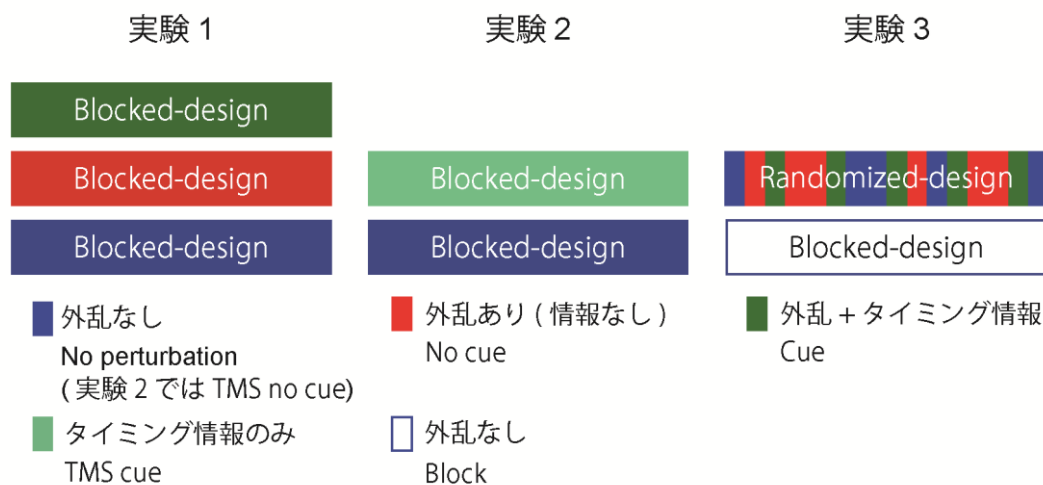 実験 1
実験 2
実験 3
Blocked-design
Blocked-design
Blocked-design
Randomized-design
Blocked-design
Blocked-design
Blocked-design
外乱なし
No perturbation
( 実験 2 では TMS no cue)
外乱あり ( 情報なし )
No cue
外乱 + タイミング情報
Cue
タイミング情報のみ
TMS cue
外乱なし
Block